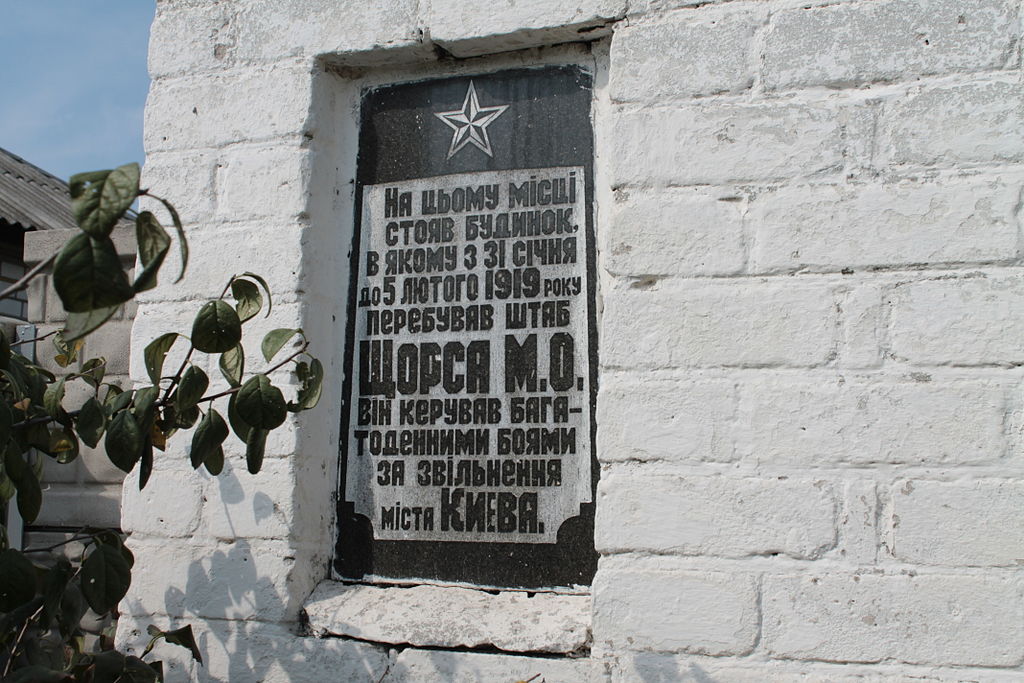 На цьому місці
стояв будинок,
в якому з 31 січня
до 5 лютого 1919 року
перебував штаб
Щорса М.О.
Він керував бага-
тоденними боями
за звільнення
міста Києва.